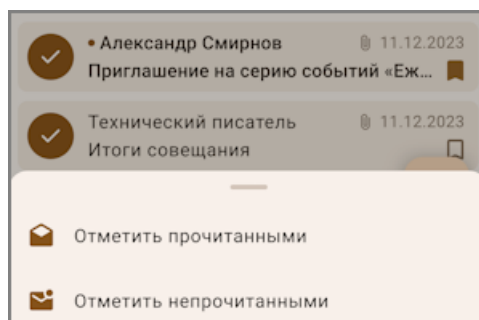 • Александр Смирнов 11.12.2023
Приглашение на серию событий «Еж...
Технический писатель 11.12.2023
Итоги совещания
Отметить прочитанными
Отметить непрочитанными